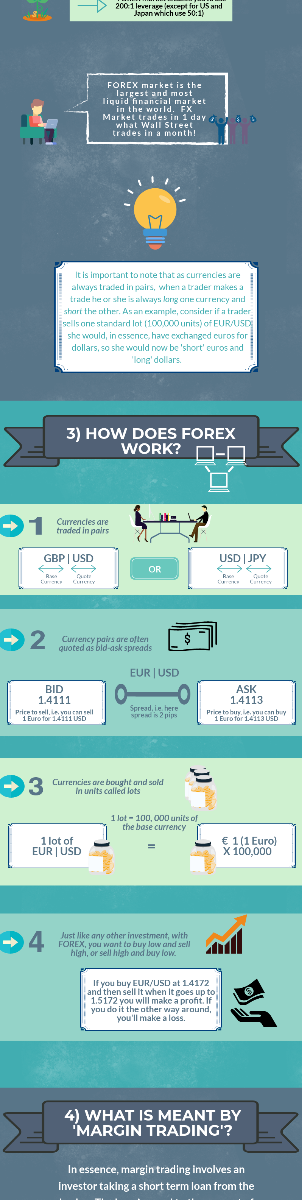 200:1 leverage (except for US and
Japan which use 50:1)
FOREX market is the
largest and most
liquid financial market
in the world. FX
Market trades in 1 day
what Wall Street
trades in a month!
It is important to note that as currencies are
always traded in pairs, when a trader makes a
trade he or she is always long one currency and
short the other. As an example, consider if a trader
sells one standard lot (100,000 units) of EUR/USD,
she would, in essence, have exchanged euros for
dollars, so she would now be 'short' euros and
'long' dollars.
3) HOW DOES FOREX
WORK?
1
Currencies are
traded in pairs
GBP | USD
Base
Currency
Quote
Currency
OR
USD | JPY
Base
Currency
Quote
Currency
2
Currency pairs are often
quoted as bid-ask spreads
EUR | USD
BID
1.4111
Price to sell, i.e. you can sell
1 Euro for 1.4111 USD
Spread, i.e. here
spread is 2 pips
ASK
1.4113
Price to buy, i.e. you can buy
1 Euro for 1.4113 USD
3
Currencies are bought and sold
in units called lots
1 lot = 100, 000 units of
the base currency
1 lot of
EUR | USD
=
€ 1 (1 Euro)
X 100,000
4
Just like any other investment, with
FOREX, you want to buy low and sell
high, or sell high and buy low.
If you buy EUR/USD at 1.4172
and then sell it when it goes up to
1.5172 you will make a profit. If
you do it the other way around,
you'll make a loss.
4) WHAT IS MEANT BY
'MARGIN TRADING'?
In essence, margin trading involves an
investor taking a short term loan from the